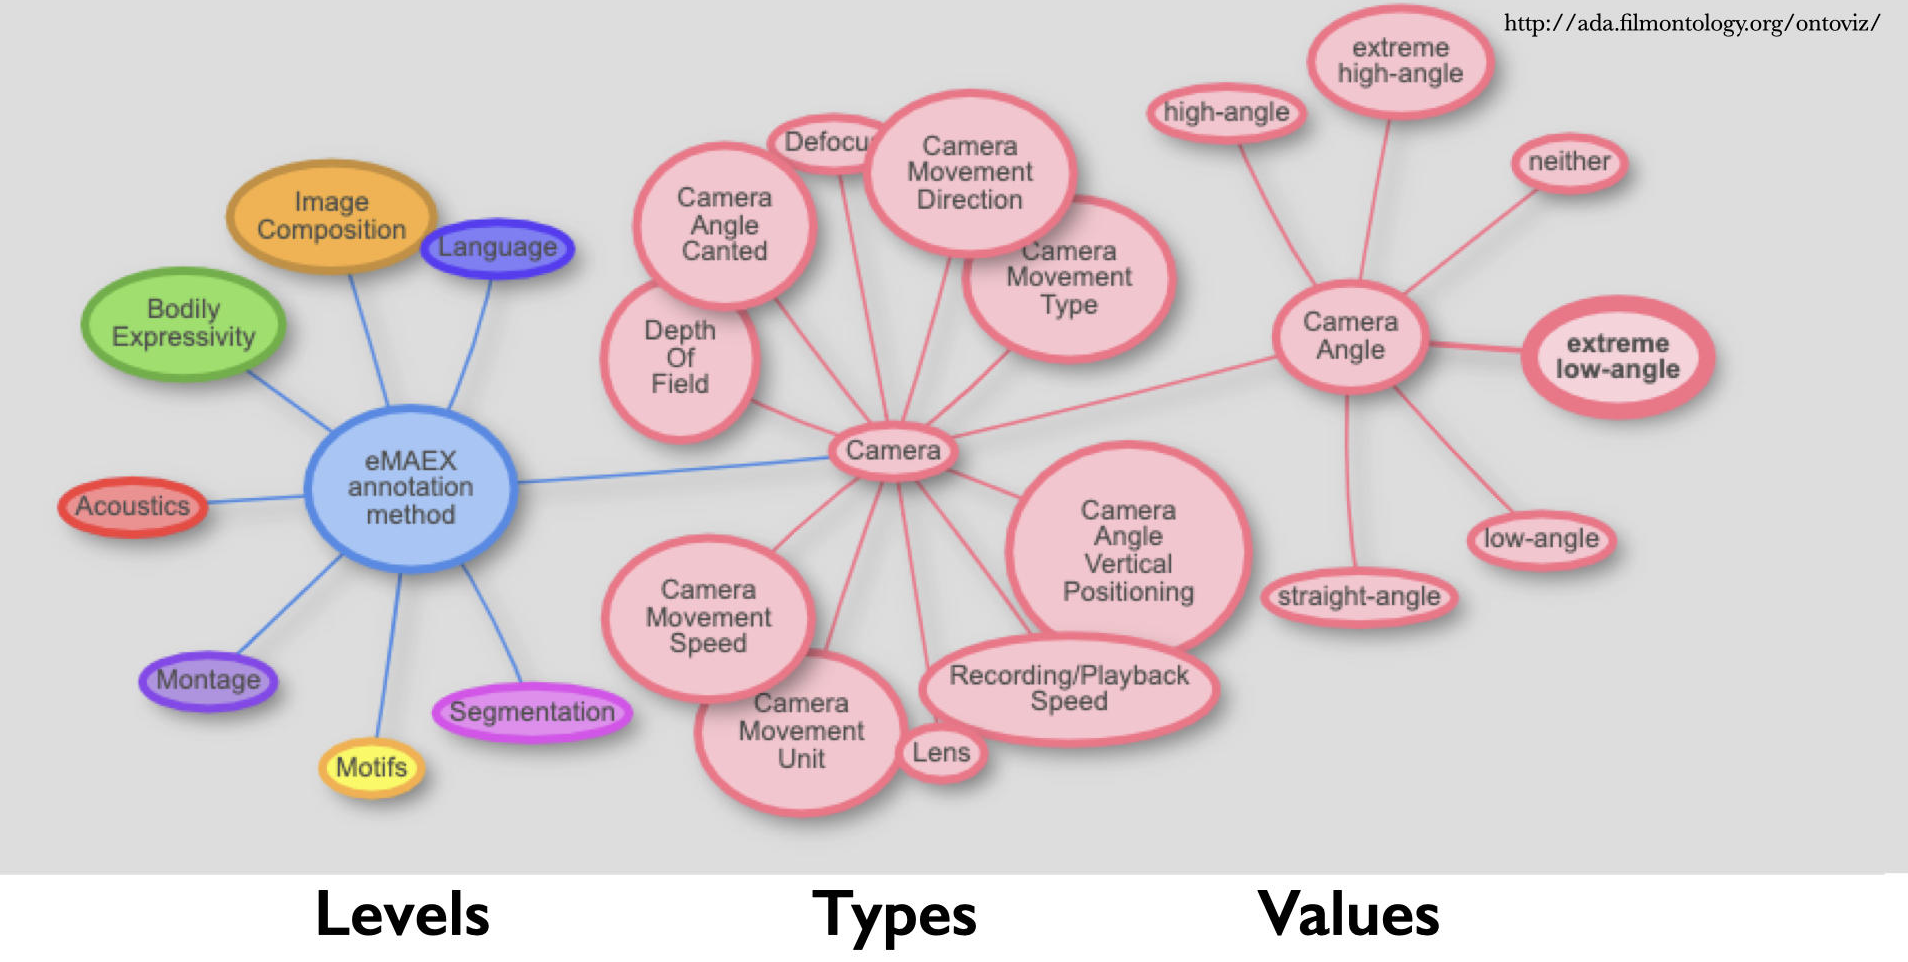 http://ada.filmontology.org/ontoviz/
extreme
high-angle
high-angle
neither
Camera
Angle
extreme
low-angle
low-angle
straight-angle
Defocu
Camera
Movement
Direction
Camera
Angle
Canted
Camera
Movement
Type
Depth
Of
Field
Camera
Camera
Angle
Vertical
Positioning
Camera
Movement
Speed
Recording/Playback
Speed
Camera
Movement
Unit
Lens
Image
Composition
Language
Bodily
Expressivity
eMAEX
annotation
method
Acoustics
Montage
Segmentation
Motifs
Levels
Types
Values